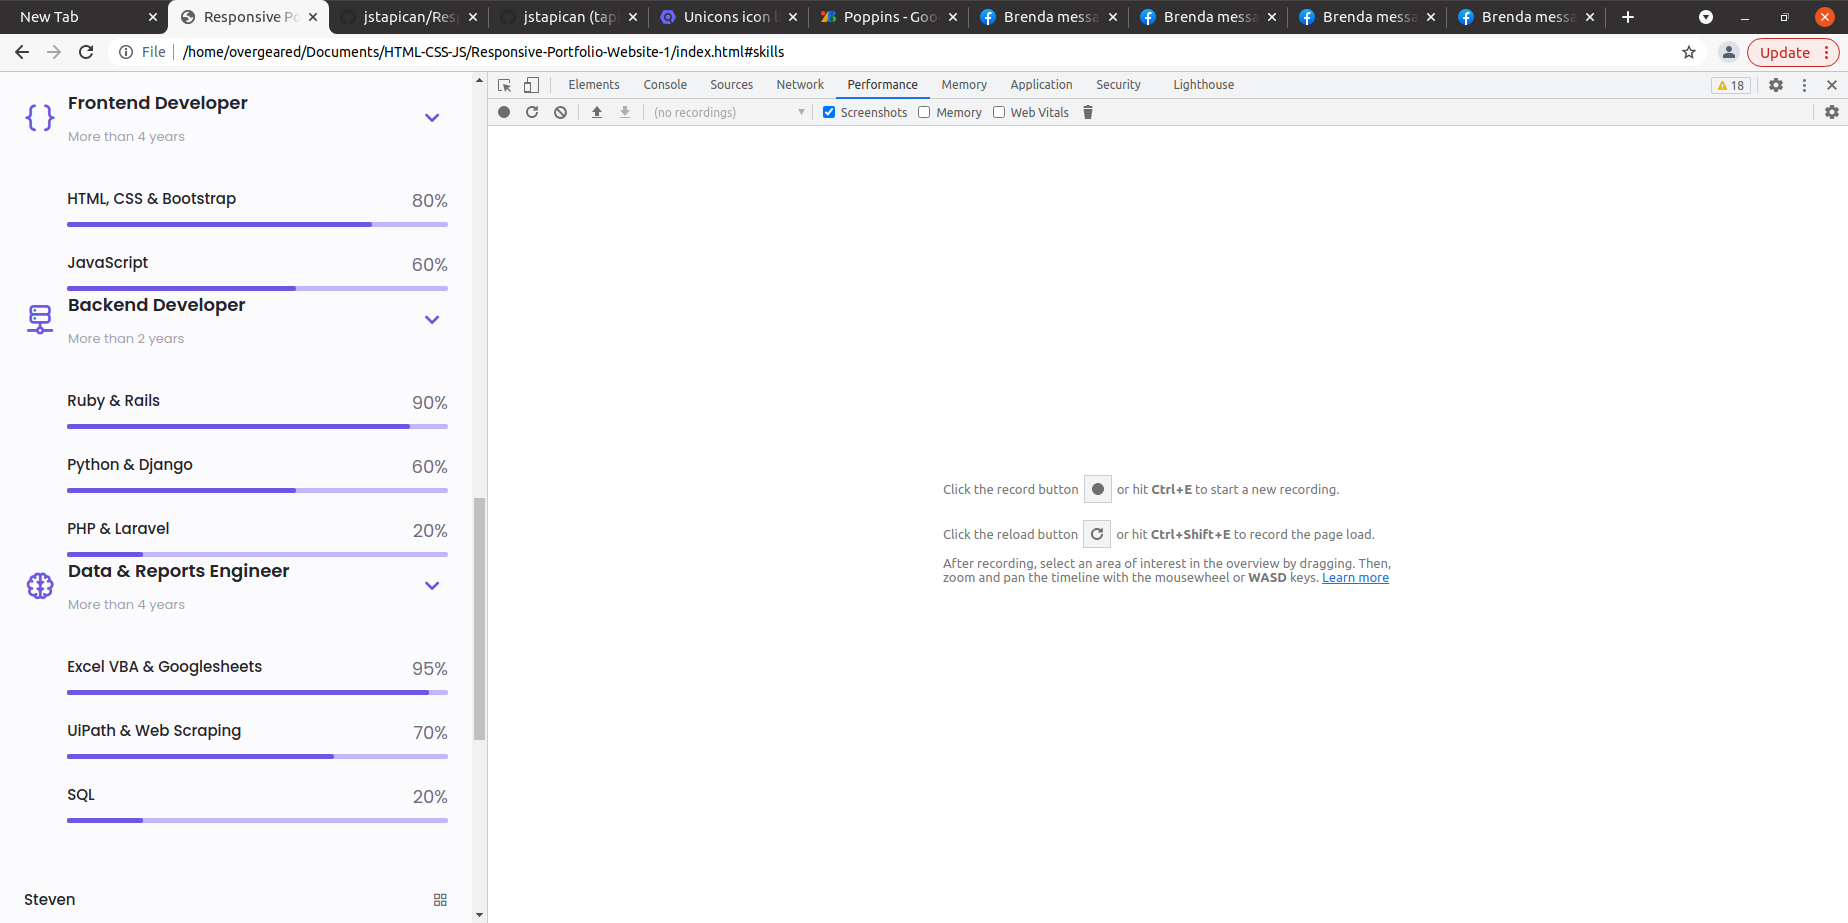 New Tab
Responsive Po
jstapican/Res
jstapican (tap
Unicons icon l
Poppins - Goo
Brenda messa
Brenda messa
Brenda messa
Brenda messa
File
/home/overgeared/Documents/HTML-CSS-JS/Responsive-Portfolio-Website-1/index.html#skills
Update
Elements Console Sources Network Performance Memory Application Security Lighthouse
18
(no recordings)
Screenshots Memory Web Vitals
Frontend Developer
More than 4 years
HTML, CSS & Bootstrap 80%
JavaScript 60%
Backend Developer
More than 2 years
Ruby & Rails 90%
Python & Django 60%
PHP & Laravel 20%
Data & Reports Engineer
More than 4 years
Excel VBA & Googlesheets 95%
UiPath & Web Scraping 70%
SQL 20%
Steven
Click the record button or hit Ctrl+E to start a new recording.
Click the reload button or hit Ctrl+Shift+E to record the page load.
After recording, select an area of interest in the overview by dragging. Then,
zoom and pan the timeline with the mousewheel or WASD keys. Learn more